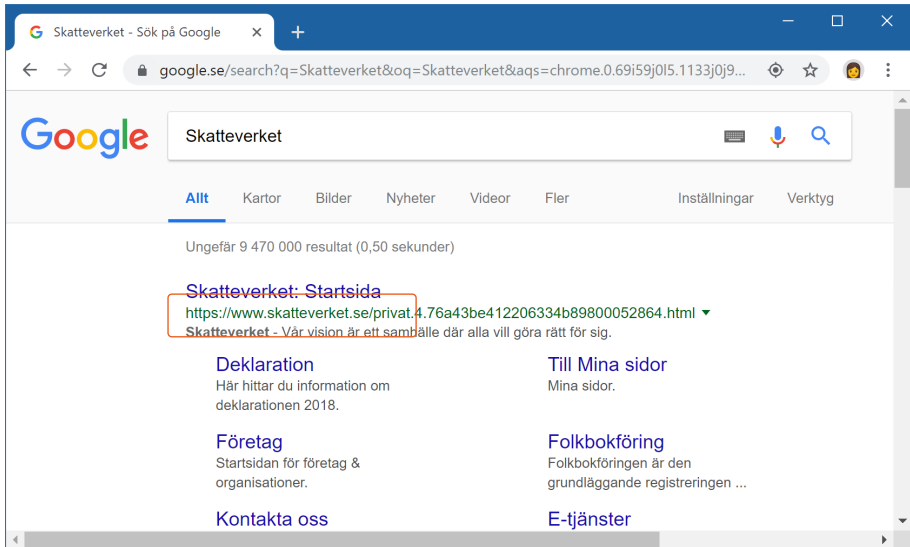 Skatteverket - Sök på Google
google.se/search?q=Skatteverket&oq=Skatteverket&aqs=chrome.0.69i59j0l5.1133j0j9...
Google
Skatteverket
Allt Kartor Bilder Nyheter Videor Fler Inställningar Verktyg
Ungefär 9 470 000 resultat (0,50 sekunder)
Skatteverket: Startsida
https://www.skatteverket.se/privat.4.76a43be412206334b89800052864.html
Skatteverket - Vår vision är ett samhälle där alla vill göra rätt för sig.
Deklaration
Här hittar du information om
deklarationen 2018.
Till Mina sidor
Mina sidor.
Företag
Startsidan för företag &
organisationer.
Folkbokföring
Folkbokföringen är den
grundläggande registreringen ...
Kontakta oss
E-tjänster